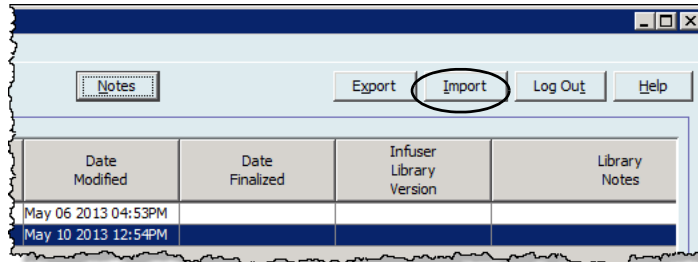 Notes Export Import Log Out Help
Date Modified Date Finalized Infuser Library Version Library Notes
May 06 2013 04:53PM
May 10 2013 12:54PM